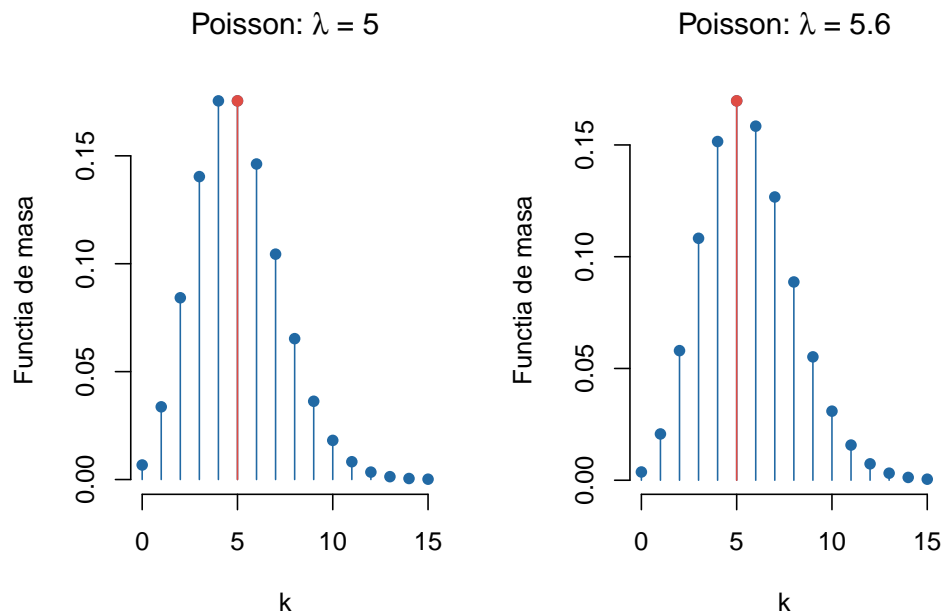 Poisson: λ = 5
Functia de masa
0.15
0.10
0.05
0.00
0 5 10 15
k
Poisson: λ = 5.6
Functia de masa
0.15
0.10
0.05
0.00
0 5 10 15
k